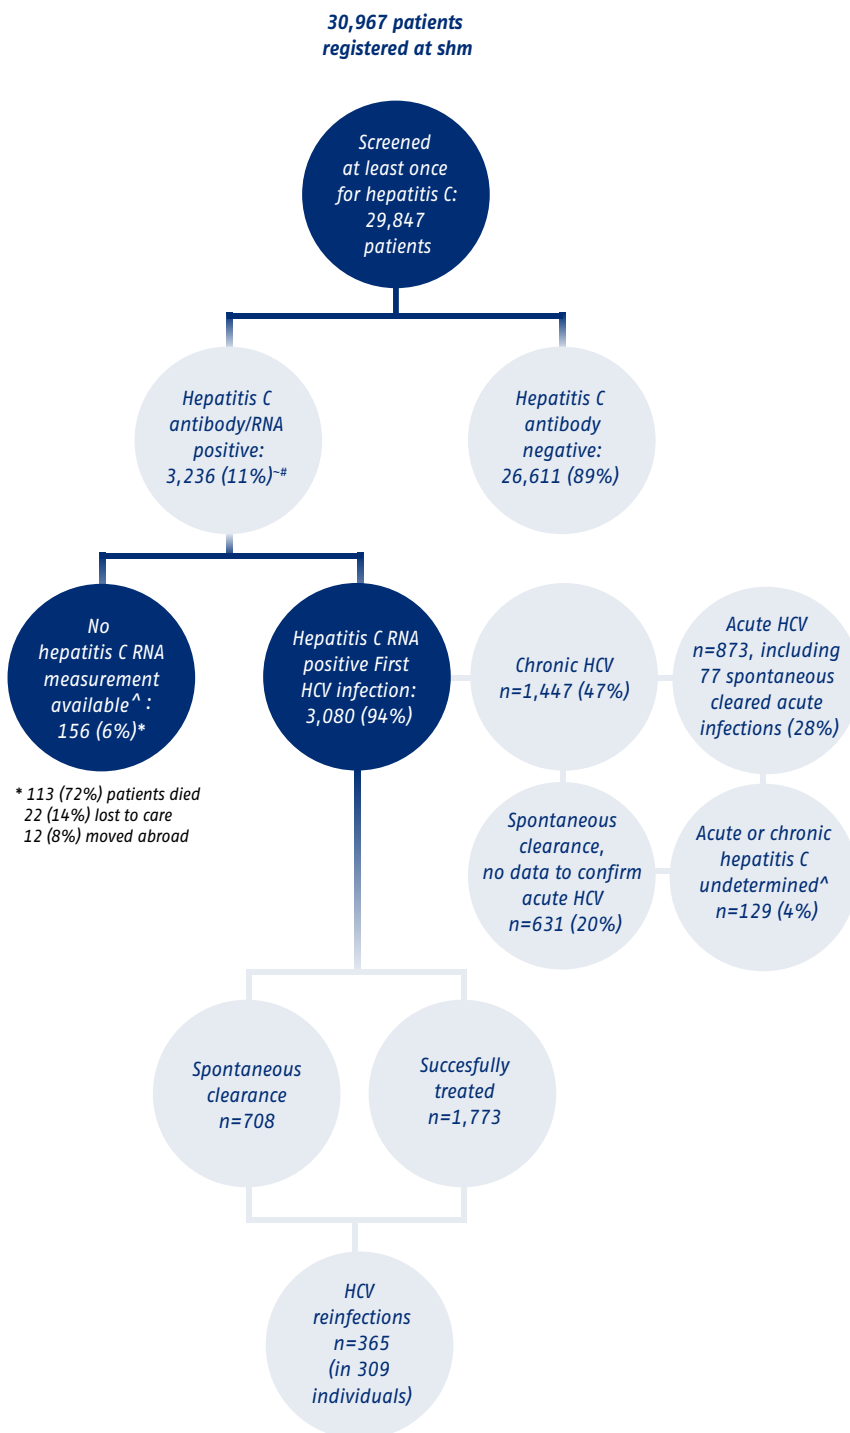 30,967 patients
registered at shm
Screened
at least once
for hepatitis C:
29,847
patients
Hepatitis C
antibody/RNA
positive:
3,236 (11%)~#
Hepatitis C
antibody
negative:
26,611 (89%)
No
hepatitis C RNA
measurement
available^ :
156 (6%)*
Hepatitis C RNA
positive First
HCV infection:
3,080 (94%)
Chronic HCV
n=1,447 (47%)
Acute HCV
n=873, including
77 spontaneous
cleared acute
infections (28%)
* 113 (72%) patients died
22 (14%) lost to care
12 (8%) moved abroad
Spontaneous
clearance,
no data to confirm
acute HCV
n=631 (20%)
Acute or chronic
hepatitis C
undetermined^
n=129 (4%)
Spontaneous
clearance
n=708
Succesfully
treated
n=1,773
HCV
reinfections
n=365
(in 309
individuals)